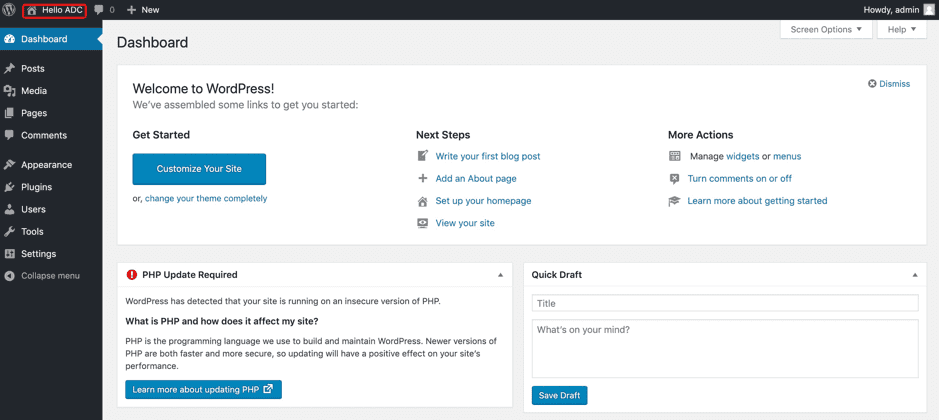 Hello ADC 0 New Howdy, admin
Screen Options Help
Dashboard
Posts
Media
Pages
Comments
Appearance
Plugins
Users
Tools
Settings
Collapse menu
Dashboard
Welcome to WordPress!
We've assembled some links to get you started:
Dismiss
Get Started
Customize Your Site
or, change your theme completely
Next Steps
Write your first blog post
Add an About page
Set up your homepage
View your site
More Actions
Manage widgets or menus
Turn comments on or off
Learn more about getting started
PHP Update Required
WordPress has detected that your site is running on an insecure version of PHP.
What is PHP and how does it affect my site?
PHP is the programming language we use to build and maintain WordPress. Newer versions of
PHP are both faster and more secure, so updating will have a positive effect on your site's
performance.
Learn more about updating PHP
Quick Draft
Title
What's on your mind?
Save Draft